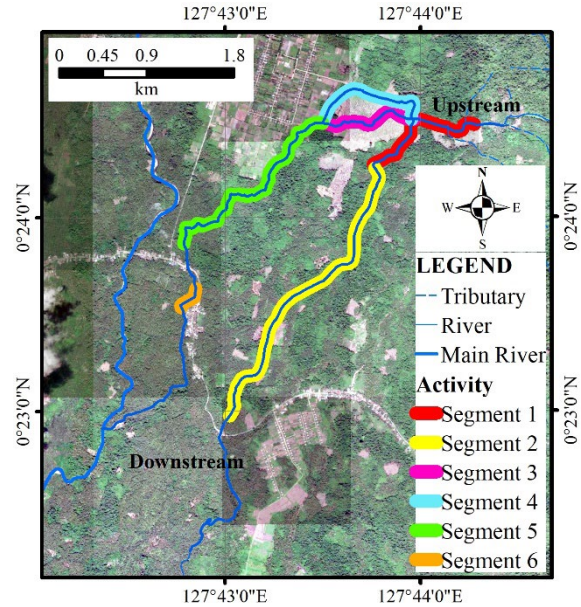 127°43'0"E 127°44'0"E
0 0.45 0.9 1.8
km
Upstream
N
W E
S
0°24'0"N 0°24'0"N
LEGEND
Tributary
River
Main River
Activity
0°23'0"N 0°23'0"N
Segment 1
Segment 2
Downstream
Segment 3
Segment 4
Segment 5
Segment 6
127°43'0"E 127°44'0"E